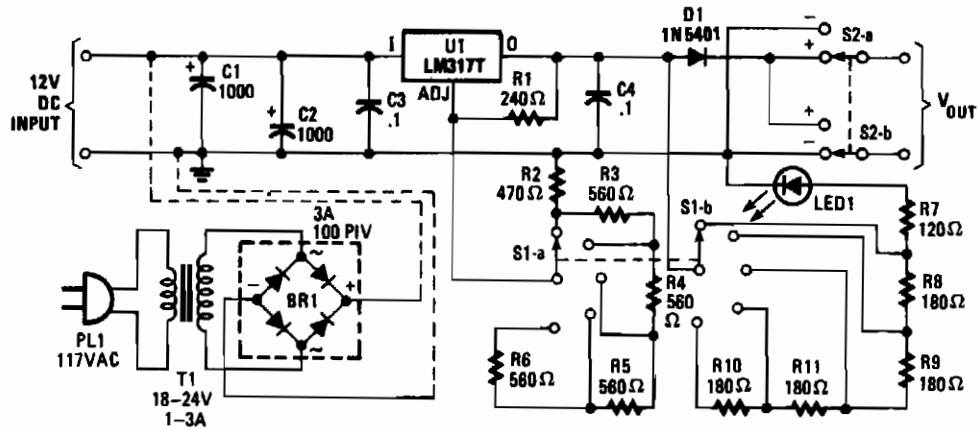 12V
DC
INPUT
+
C1
1000
+
C2
1000
C3
.1
I
U1
LM317T
O
ADJ
R1
240Ω
C4
.1
D1
1N5401
−
+
S2-a
+
−
S2-b
V OUT
R2
470Ω
R3
560Ω
S1-a
R4
560
Ω
R5
560Ω
R6
560Ω
S1-b
LED1
R7
120Ω
R8
180Ω
R9
180Ω
R10
180Ω
R11
180Ω
3A
100 PIV
~
−
BR1
+
~
PL1
117VAC
T1
18-24V
1-3A